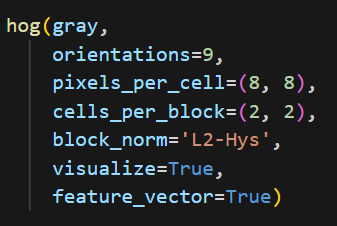 hog(gray,
    orientations=9,
    pixels_per_cell=(8, 8),
    cells_per_block=(2, 2),
    block_norm='L2-Hys',
    visualize=True,
    feature_vector=True)